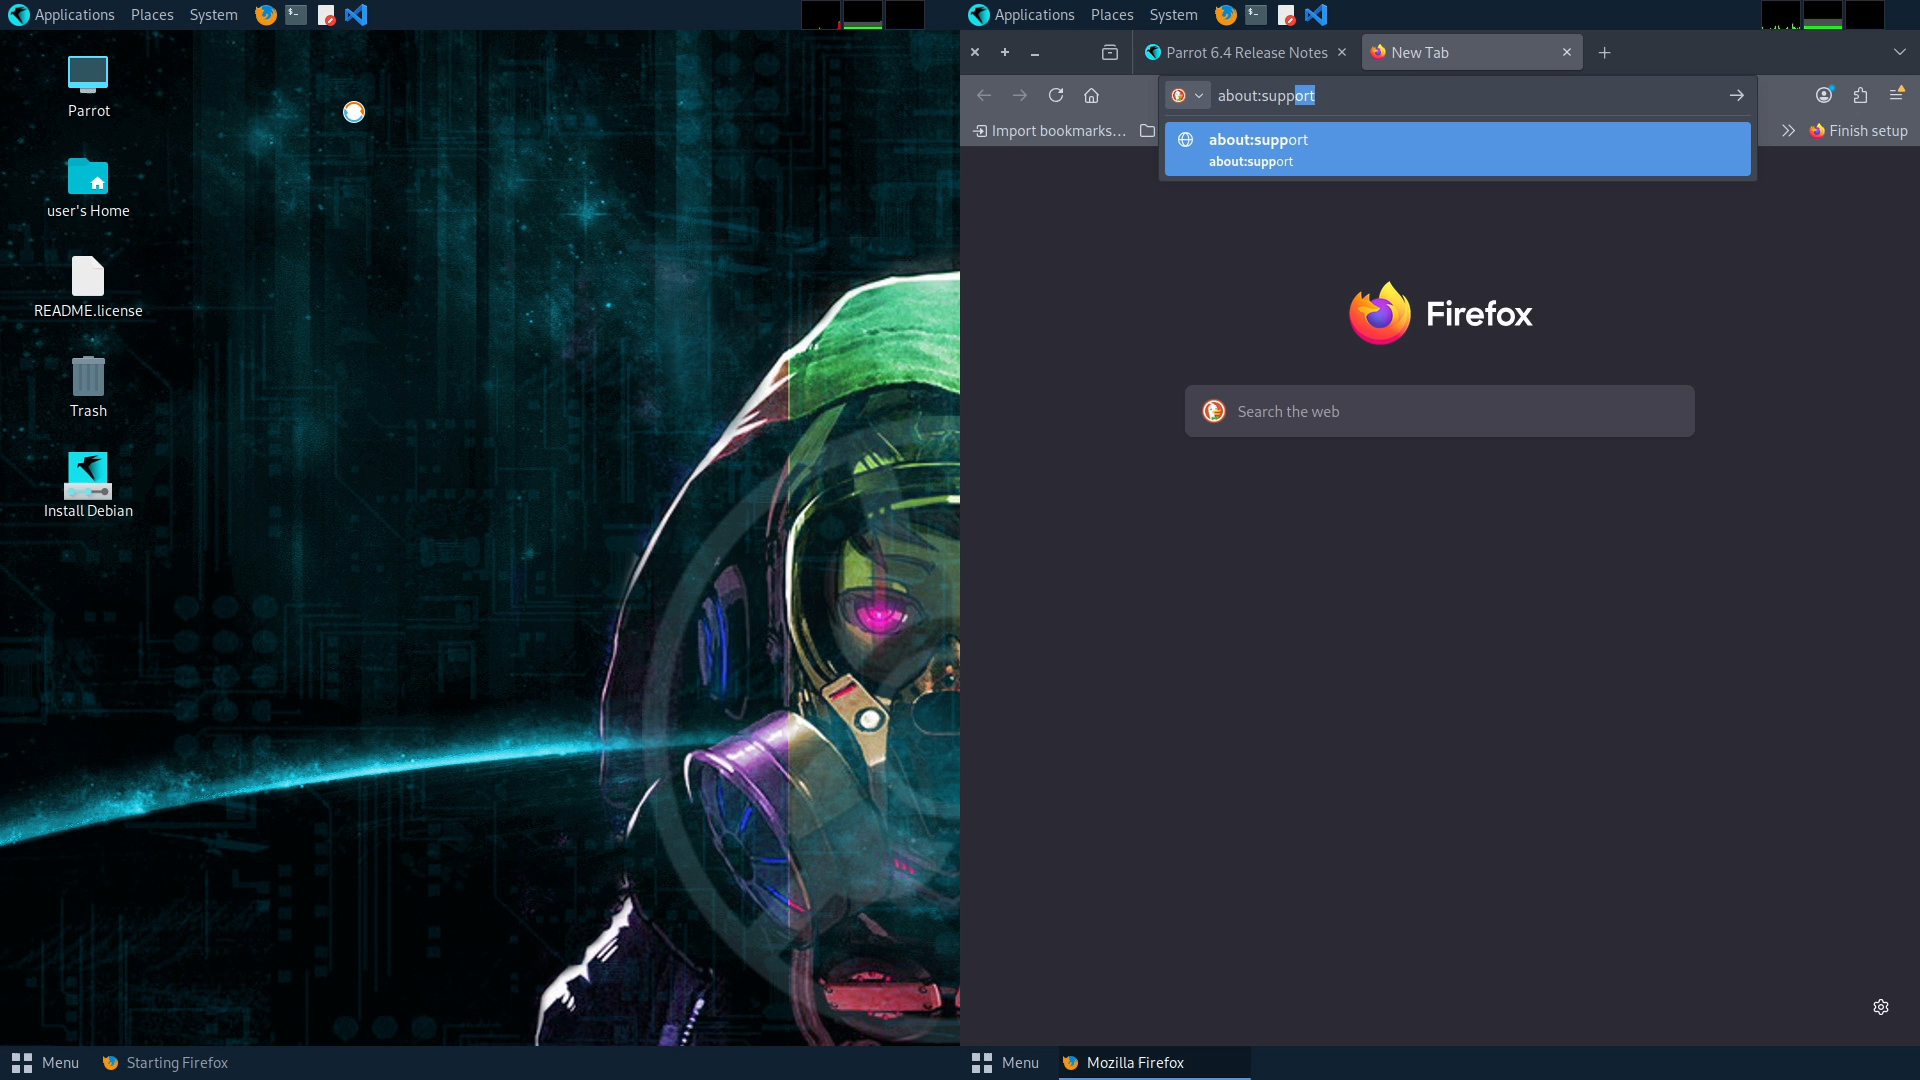 Applications Places System
Parrot
user's Home
README.license
Trash
Install Debian
Menu Starting Firefox
Applications Places System
Parrot 6.4 Release Notes New Tab
about:support
Import bookmarks… Finish setup
about:support
about:support
Firefox
Search the web
Menu Mozilla Firefox